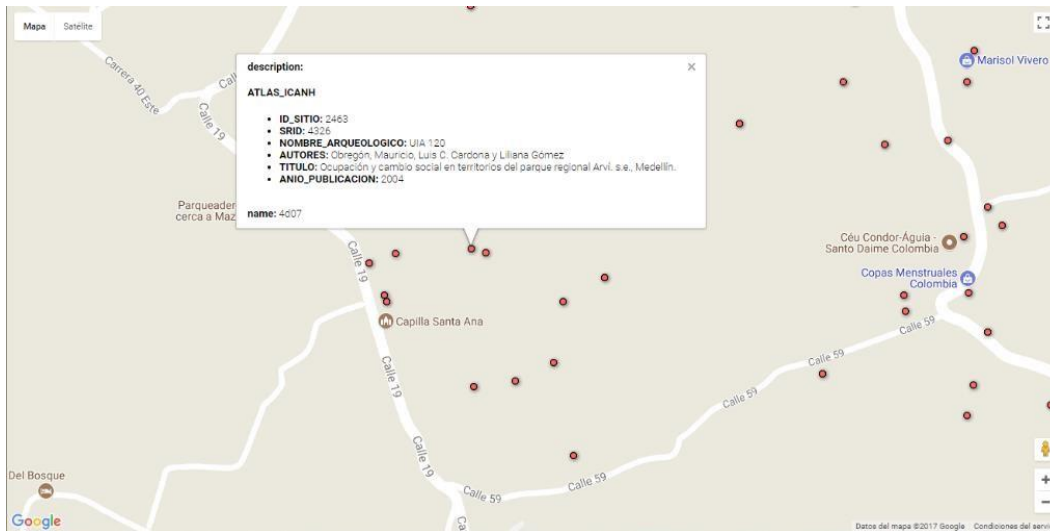 Mapa Satélite
Carrera 40 Este
Calle 19
description:
×
ATLAS_ICANH
• ID_SITIO: 2463
• SRID: 4326
• NOMBRE_ARQUEOLOGICO: UIA 120
• AUTORES: Obregón, Mauricio, Luis C. Cardona y Liliana Gómez
• TITULO: Ocupación y cambio social en territorios del parque regional Arví. s.e., Medellín.
• ANIO_PUBLICACION: 2004
name: 4d07
Marisol Vivero
Parqueader
cerca a Maz
Calle 19
Céu Condor-Águia -
Santo Daime Colombia
Copas Menstruales
Colombia
Capilla Santa Ana
Calle 59
Calle 59
Calle 19
Calle 59
Calle 19
Calle 59
Calle 59
Del Bosque
+
−
Google
Datos del mapa ©2017 Google Condiciones del servi